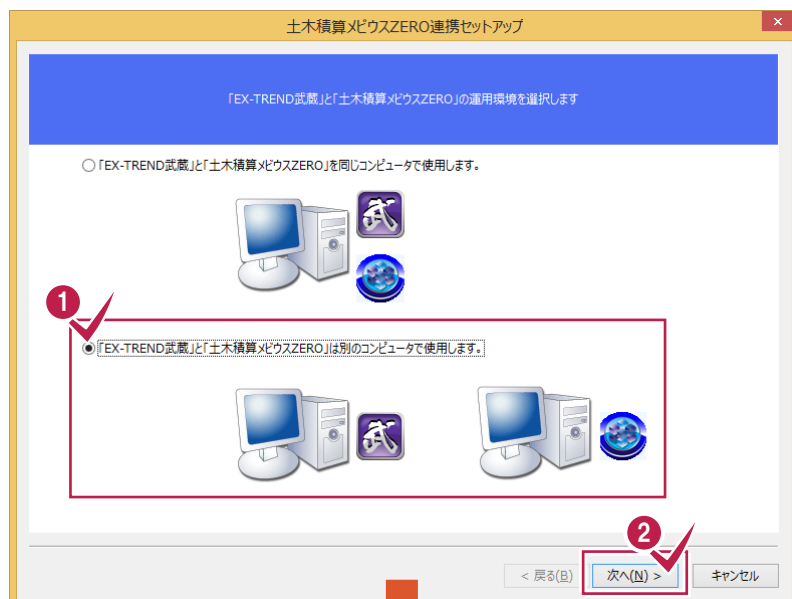 土木積算メビウスZERO連携セットアップ
×
「EX-TREND武蔵」と「土木積算メビウスZERO」の運用環境を選択します
「EX-TREND武蔵」と「土木積算メビウスZERO」を同じコンピュータで使用します。
武
1
「EX-TREND武蔵」と「土木積算メビウスZERO」は別のコンピュータで使用します。
武
2
< 戻る(B)
次へ(N) >
キャンセル